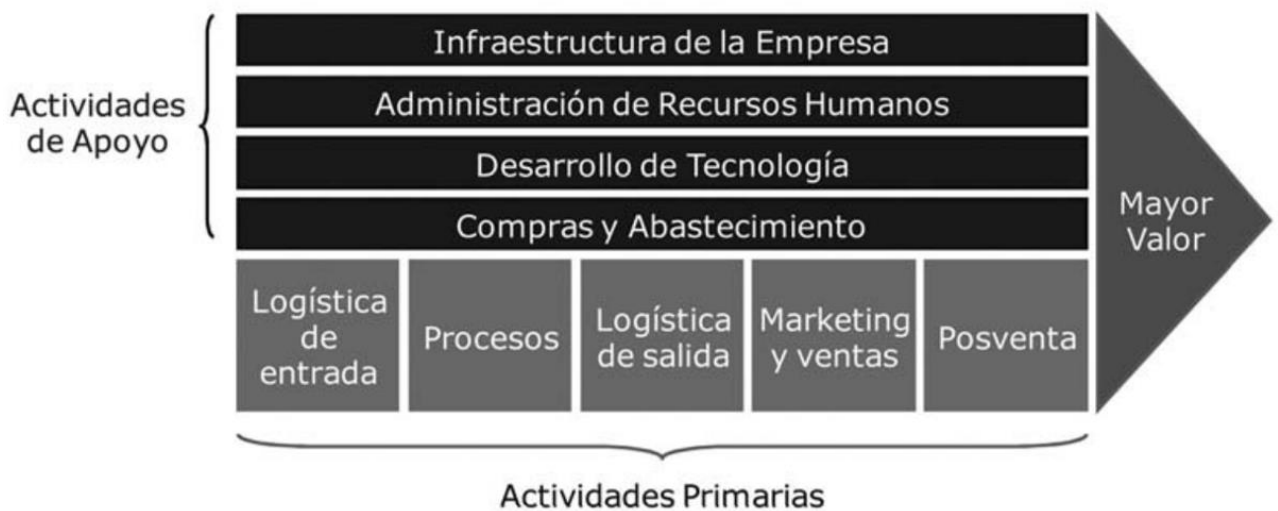 Infraestructura de la Empresa
Actividades
de Apoyo
Administración de Recursos Humanos
Desarrollo de Tecnología
Compras y Abastecimiento
Mayor
Valor
Logística
de
entrada
Procesos
Logística
de salida
Marketing
y ventas
Posventa
Actividades Primarias